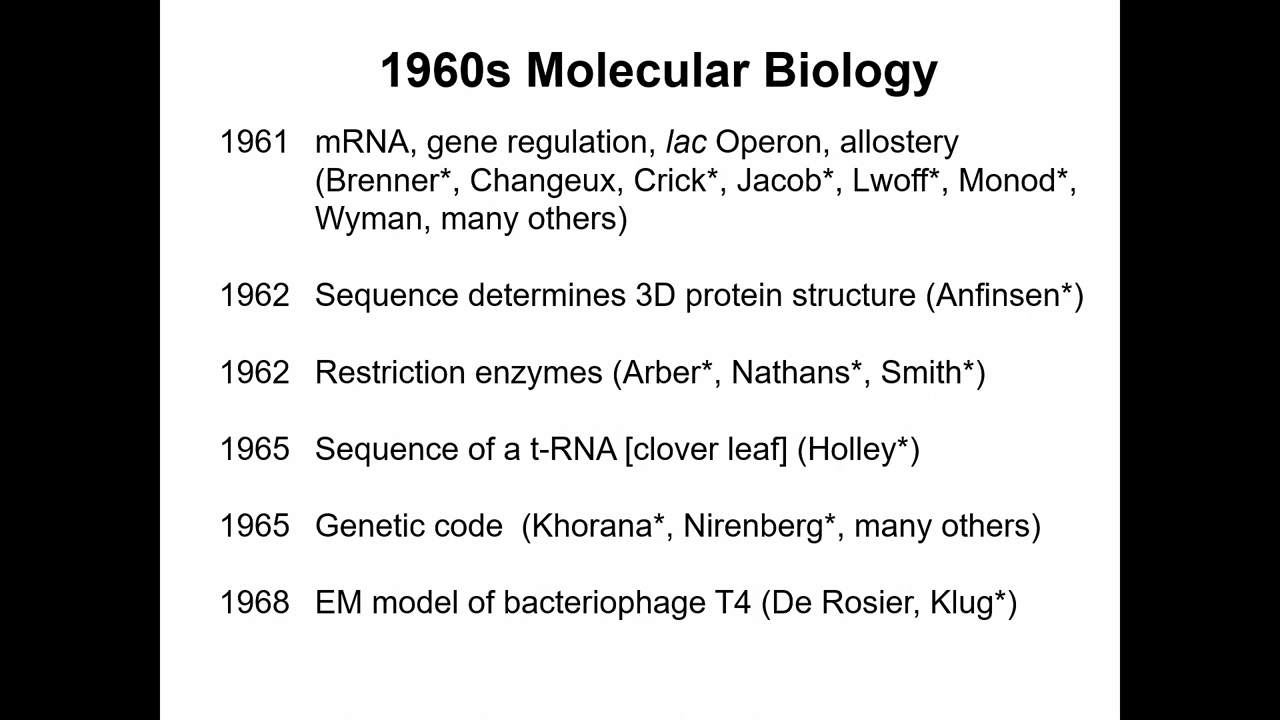 1960s Molecular Biology
1961 mRNA, gene regulation, lac Operon, allostery
(Brenner*, Changeux, Crick*, Jacob*, Lwoff*, Monod*,
Wyman, many others)
1962 Sequence determines 3D protein structure (Anfinsen*)
1962 Restriction enzymes (Arber*, Nathans*, Smith*)
1965 Sequence of a t-RNA [clover leaf] (Holley*)
1965 Genetic code (Khorana*, Nirenberg*, many others)
1968 EM model of bacteriophage T4 (De Rosier, Klug*)